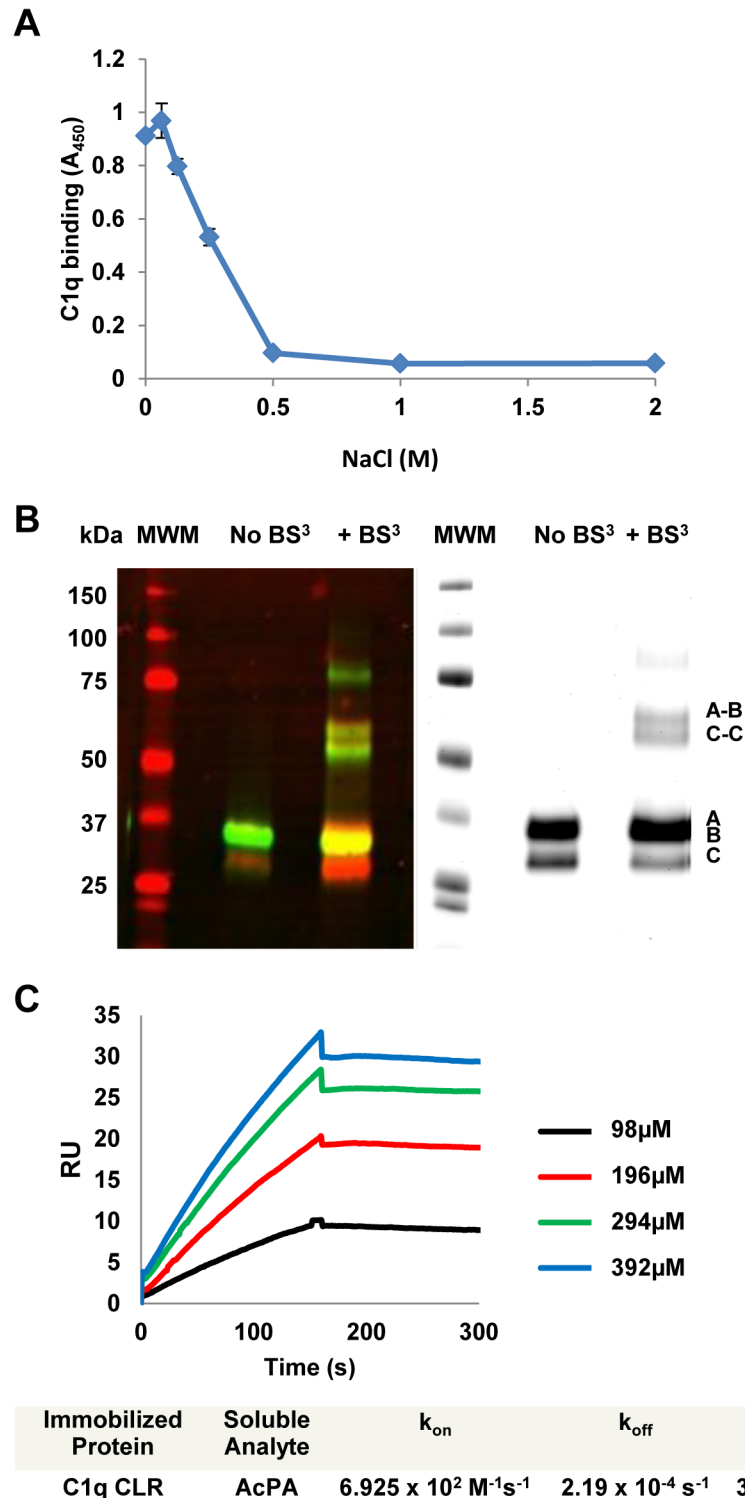 A
1.2
1
0.8
0.6
0.4
0.2
0
C1q binding (A450)
0 0.5 1 1.5 2
NaCl (M)
B
kDa MWM No BS³ + BS³ MWM No BS³ + BS³
150
100
75
50
37
25
A-B
C-C
A
B
C
C
35
30
25
20
15
10
5
0
RU
0 100 200 300
Time (s)
98µM
196µM
294µM
392µM
Immobilized Protein Soluble Analyte kon koff
C1q CLR AcPA 6.925 x 10² M⁻¹s⁻¹ 2.19 x 10⁻⁴ s⁻¹ 3